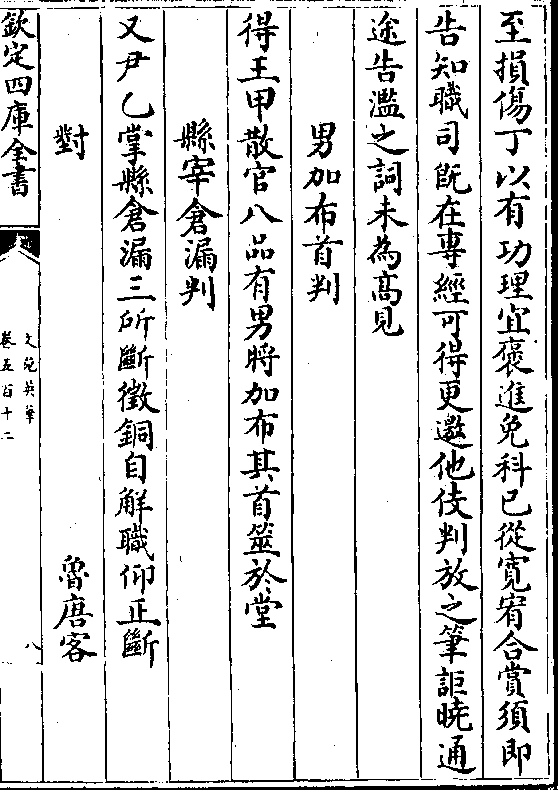 至損傷丁以有功理宜褒進免科已從寛宥合賞須即
告知職司既在專經可得更邀他伎判放之筆詎曉通
途告濫之詞未為髙見
男加布首判
得王甲散官八品有男將加布其首筮於堂
縣宰倉漏判
又尹乙掌縣倉漏三所斷徵銅自解職仰正斷
對
魯唐客
欽定四庫全書
文苑英華
卷五百十二
八